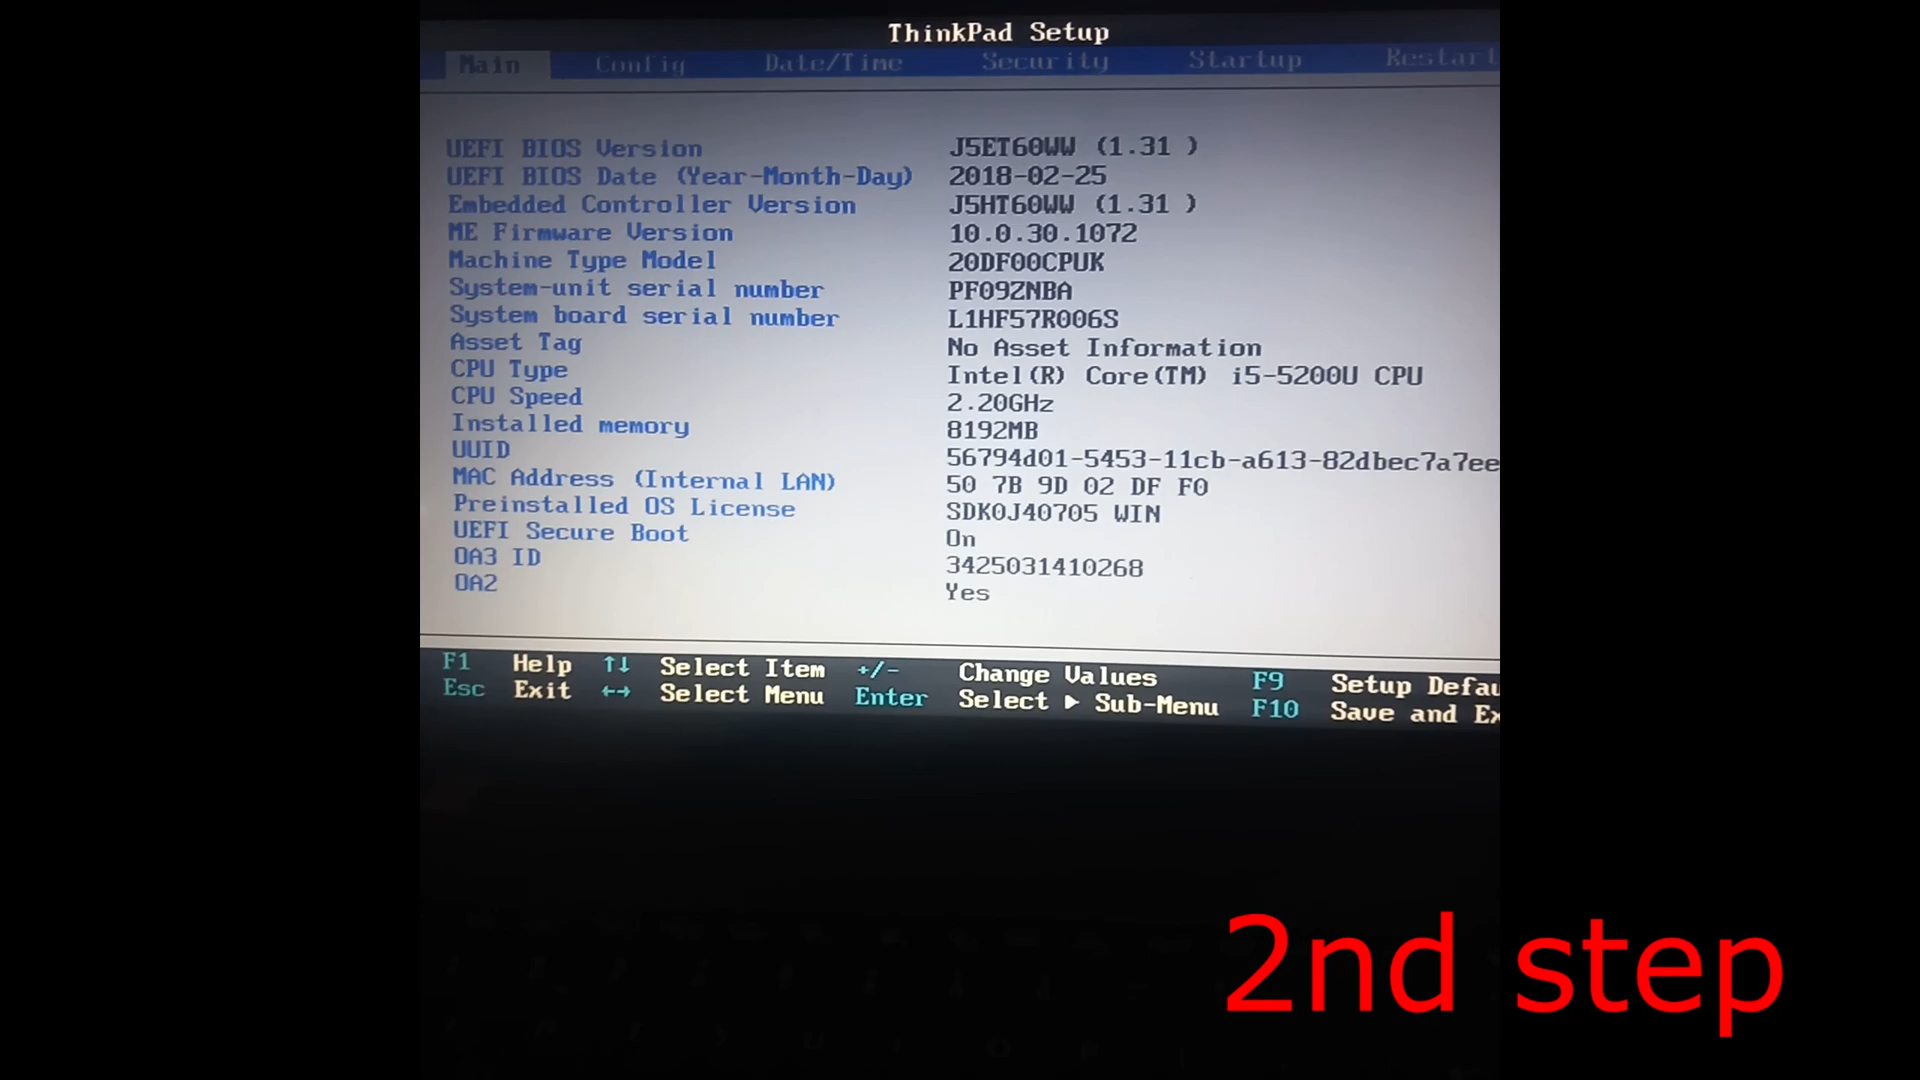 ThinkPad Setup
Main Config Date/Time Security Startup Restart
UEFI BIOS Version J5ET60WW (1.31 )
UEFI BIOS Date (Year-Month-Day) 2018-02-25
Embedded Controller Version J5HT60WW (1.31 )
ME Firmware Version 10.0.30.1072
Machine Type Model 20DF00CPUK
System-unit serial number PF09ZNBA
System board serial number L1HF57R006S
Asset Tag No Asset Information
CPU Type Intel(R) Core(TM) i5-5200U CPU
CPU Speed 2.20GHz
Installed memory 8192MB
UUID 56794d01-5453-11cb-a613-82dbec7a7ee
MAC Address (Internal LAN) 50 7B 9D 02 DF F0
Preinstalled OS License SDK0J40705 WIN
UEFI Secure Boot On
OA3 ID 3425031410268
OA2 Yes
F1 Help ↑↓ Select Item +/- Change Values F9 Setup Defau
Esc Exit ←→ Select Menu Enter Select ▶ Sub-Menu F10 Save and Ex
2nd step